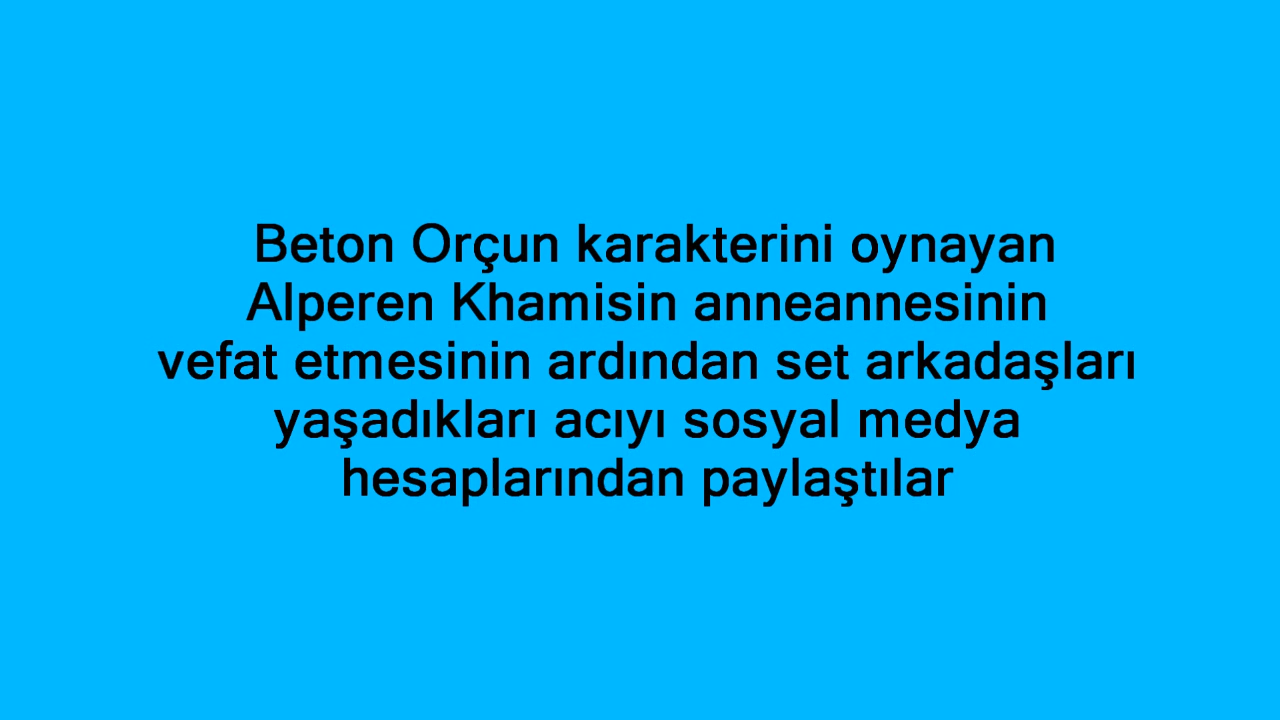 Beton Orçun karakterini oynayan
Alperen Khamisin anneannesinin
vefat etmesinin ardından set arkadaşları
yaşadıkları acıyı sosyal medya
hesaplarından paylaştılar